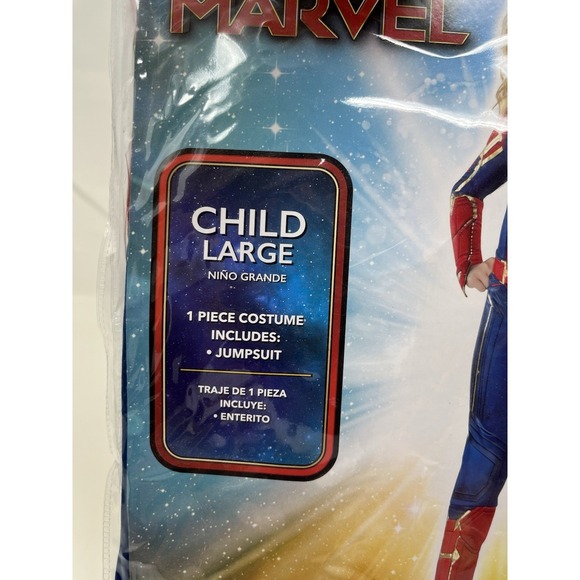 MARVEL
CHILD
LARGE
NIÑO GRANDE
1 PIECE COSTUME
INCLUDES:
• JUMPSUIT
TRAJE DE 1 PIEZA
INCLUYE:
• ENTERITO